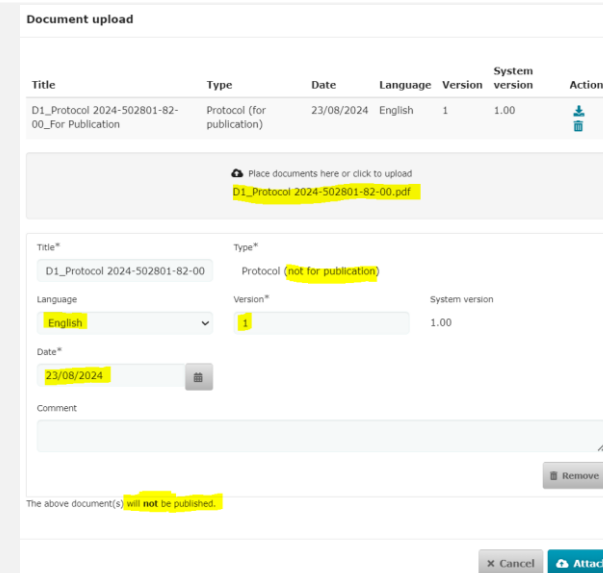 Document upload
System
Title Type Date Language Version version Action
D1_Protocol 2024-502801-82- Protocol (for 23/08/2024 English 1 1.00
00_For Publication publication)
Place documents here or click to upload
D1_Protocol 2024-502801-82-00.pdf
Title* Type*
D1_Protocol 2024-502801-82-00 Protocol (not for publication)
Language Version* System version
English 1 1.00
Date*
23/08/2024
Comment
Remove
The above document(s) will not be published.
Cancel Attach